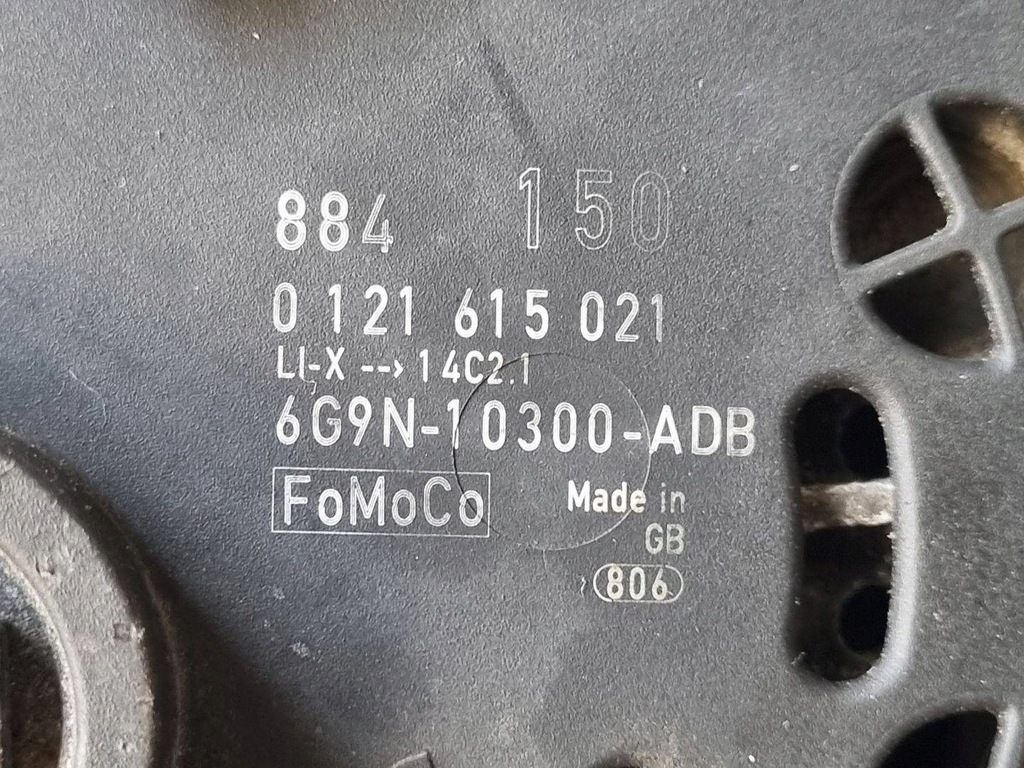 884 150
0 121 615 021
LI-X --> 14C2.1
6G9N-10300-ADB
FoMoCo
Made in
GB
806